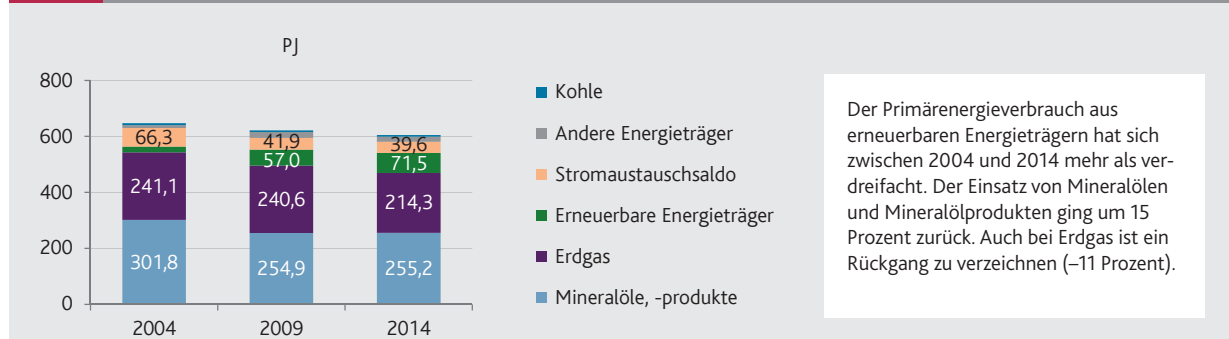 PJ
800
600
400
200
0
66,3
241,1
301,8
41,9
57,0
240,6
254,9
39,6
71,5
214,3
255,2
2004 2009 2014
Kohle
Andere Energieträger
Stromaustauschsaldo
Erneuerbare Energieträger
Erdgas
Mineralöle, -produkte
Der Primärenergieverbrauch aus
erneuerbaren Energieträgern hat sich
zwischen 2004 und 2014 mehr als ver-
dreifacht. Der Einsatz von Mineralölen
und Mineralölprodukten ging um 15
Prozent zurück. Auch bei Erdgas ist ein
Rückgang zu verzeichnen (–11 Prozent).